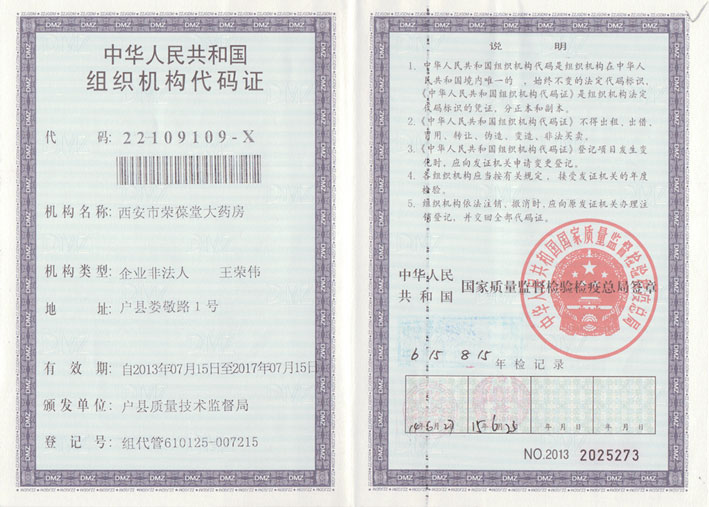 中华人民共和国
组织机构代码证
代 码: 22109109-X
机构名称: 西安市荣葆堂大药房
机构类型: 企业非法人 王荣伟
地 址: 户县娄敬路1号
有 效 期: 自2013年07月15日至2017年07月15日
颁发单位: 户县质量技术监督局
登 记 号: 组代管610125-007215
说 明
1. 中华人民共和国组织机构代码是组织机构在中华人
民共和国境内唯一的、始终不变的法定代码标识,
《中华人民共和国组织机构代码证》是组织机构法定
代码标识的凭证,分正本和副本。
2. 《中华人民共和国组织机构代码证》不得出租、出借、
冒用、转让、伪造、变造、非法买卖。
3. 《中华人民共和国组织机构代码证》登记项目发生变
化时,应向发证机关申请变更登记。
4. 各组织机构应当按有关规定,接受发证机关的年度
检验。
5. 组织机构依法注销、撤消时,应向原发证机关办理注
销登记,并交回全部代码证。
中华人民
共和国 国家质量监督检验检疫总局签章
中华人民共和国国家质量监督检验检疫总局
6 15 8 15
年检记录
年 月 日 年 月 日
15 6 25
NO.2013 2025273
DMZ